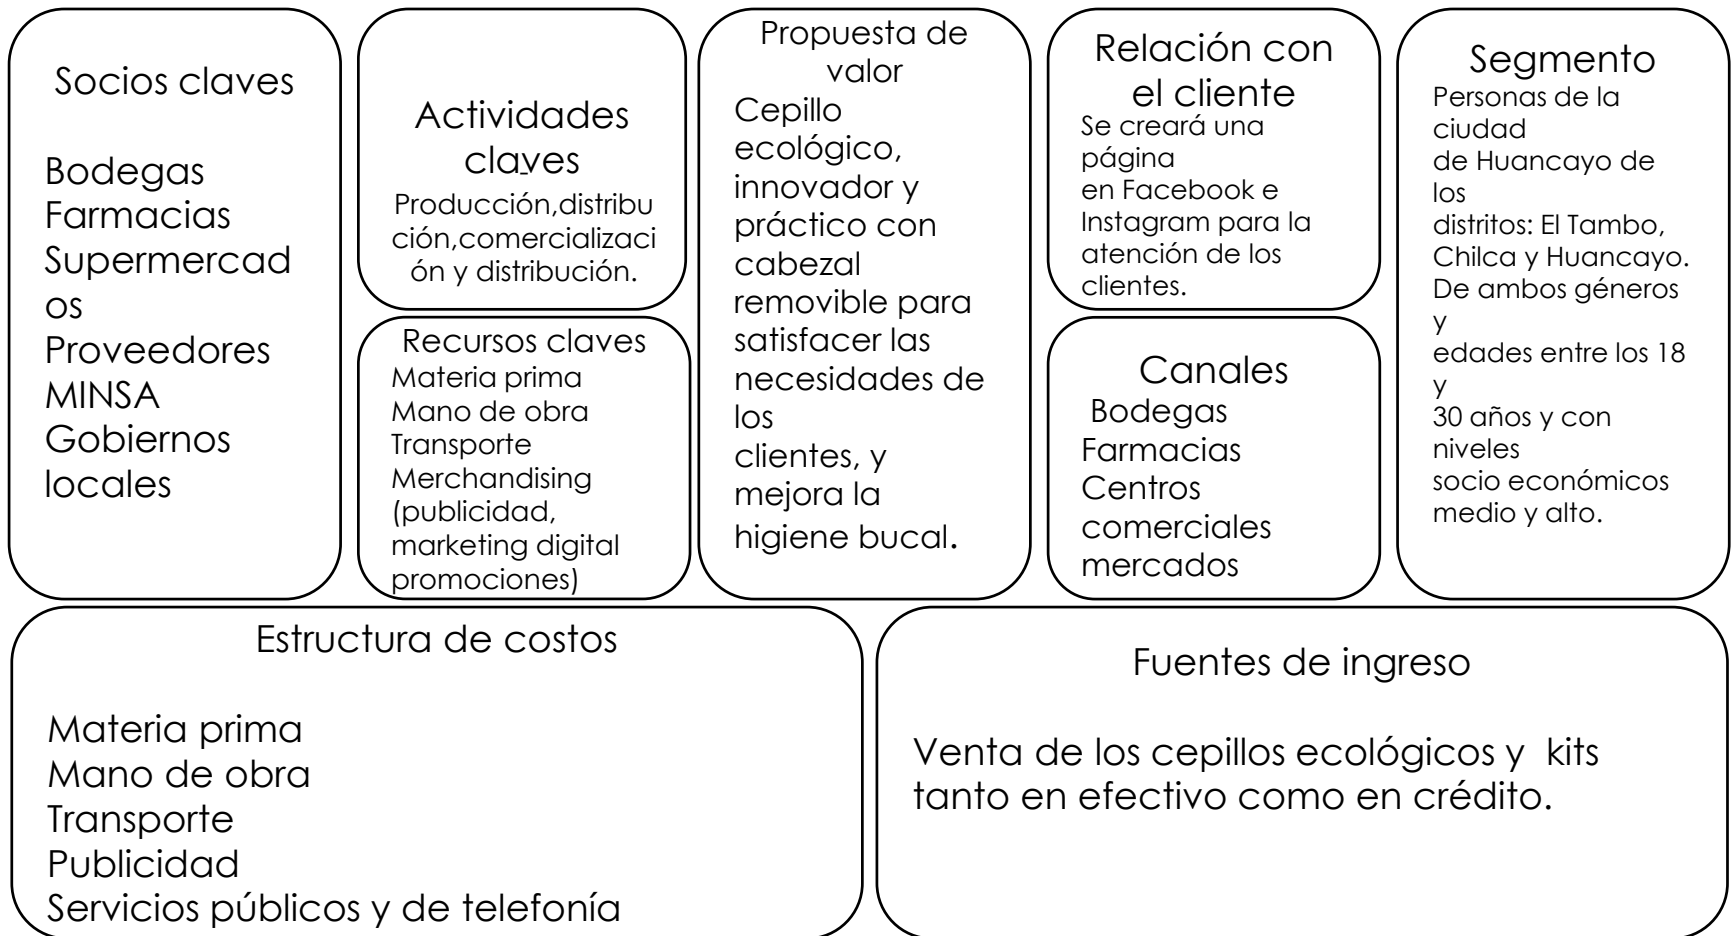 Socios claves
Bodegas
Farmacias
Supermercad
os
Proveedores
MINSA
Gobiernos
locales
Actividades
claves
Producción,distribu
ción,comercializaci
ón y distribución.
Recursos claves
Materia prima
Mano de obra
Transporte
Merchandising
(publicidad,
marketing digital
promociones)
Propuesta de
valor
Cepillo
ecológico,
innovador y
práctico con
cabezal
removible para
satisfacer las
necesidades de
los
clientes, y
mejora la
higiene bucal.
Relación con
el cliente
Se creará una
página
en Facebook e
Instagram para la
atención de los
clientes.
Canales
Bodegas
Farmacias
Centros
comerciales
mercados
Segmento
Personas de la
ciudad
de Huancayo de
los
distritos: El Tambo,
Chilca y Huancayo.
De ambos géneros
y
edades entre los 18
y
30 años y con
niveles
socio económicos
medio y alto.
Estructura de costos
Materia prima
Mano de obra
Transporte
Publicidad
Servicios públicos y de telefonía
Fuentes de ingreso
Venta de los cepillos ecológicos y  kits
tanto en efectivo como en crédito.